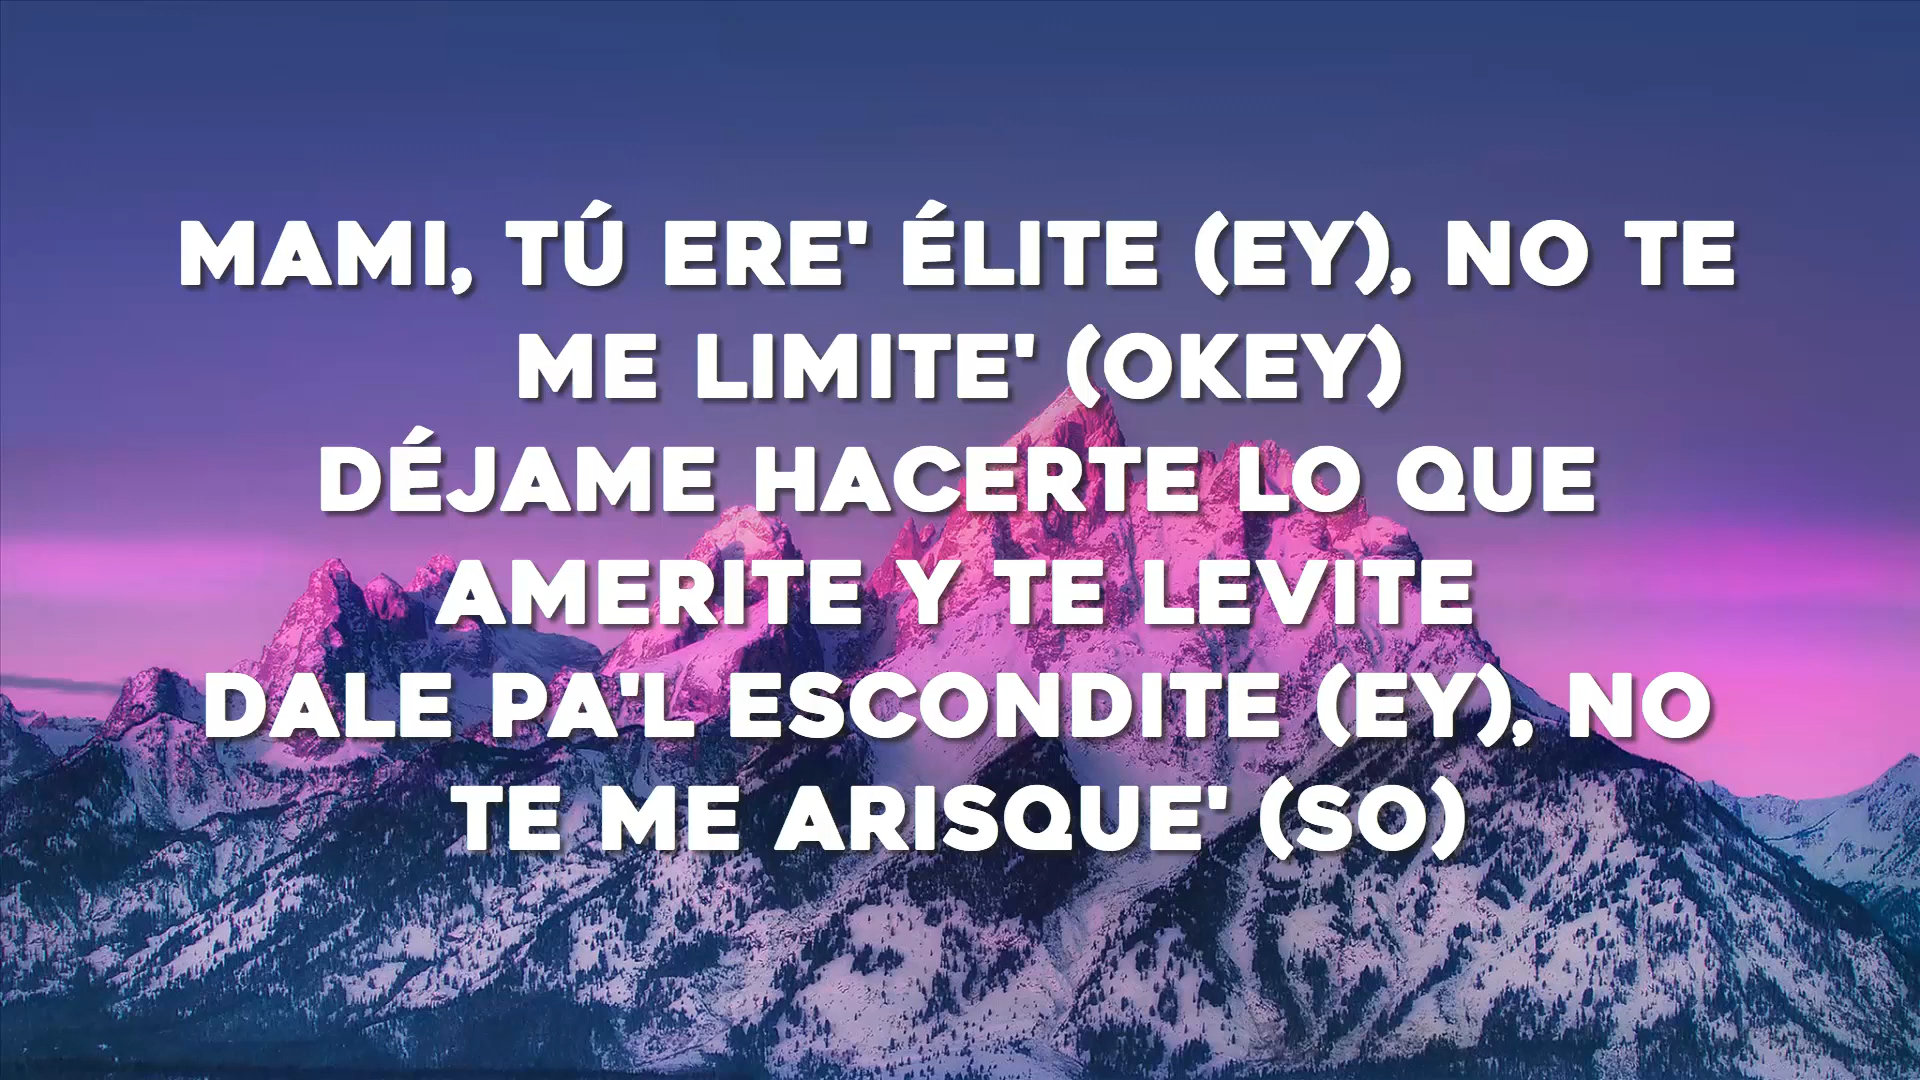 MAMI, TÚ ERE' ÉLITE (EY), NO TE
ME LIMITE' (OKEY)
DÉJAME HACERTE LO QUE
AMERITE Y TE LEVITE
DALE PA'L ESCONDITE (EY), NO
TE ME ARISQUE' (SO)